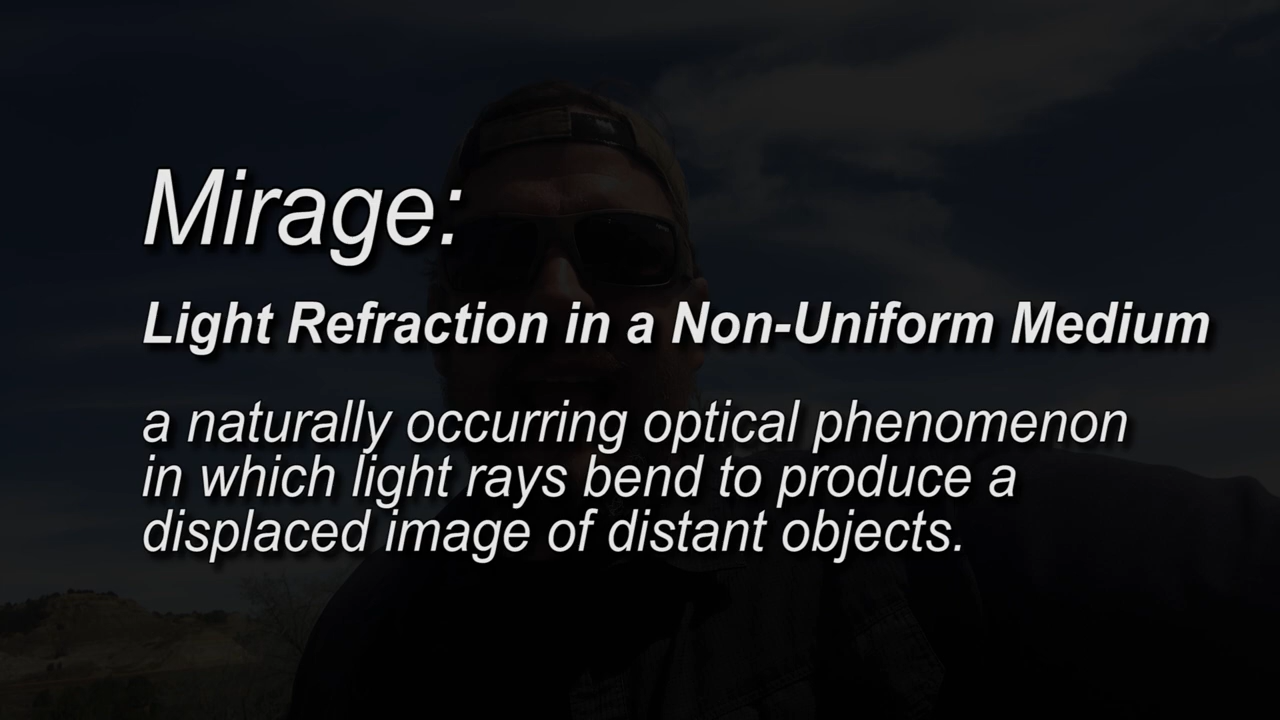 Mirage:
Light Refraction in a Non-Uniform Medium
a naturally occurring optical phenomenon
in which light rays bend to produce a
displaced image of distant objects.